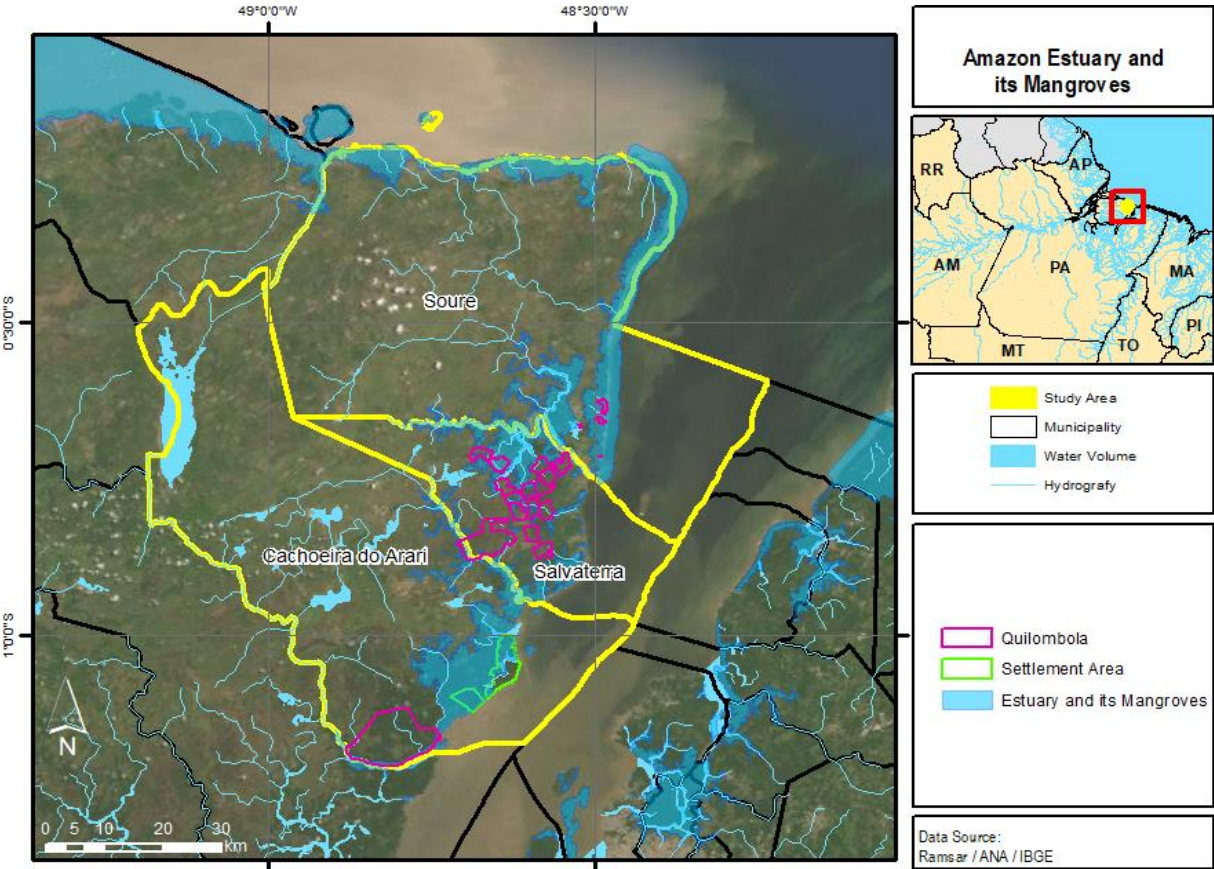 49°0'0"W
48°30'0"W
0°30'0"S
1°0'0"S
Soure
Cachoeira do Arari
Salvaterra
N
0 5 10 20 30
Km
Amazon Estuary and
its Mangroves
RR
AP
AM
PA
MA
PI
MT
TO
Study Area
Municipality
Water Volume
Hydrografy
Quilombola
Settlement Area
Estuary and its Mangroves
Data Source:
Ramsar / ANA / IBGE